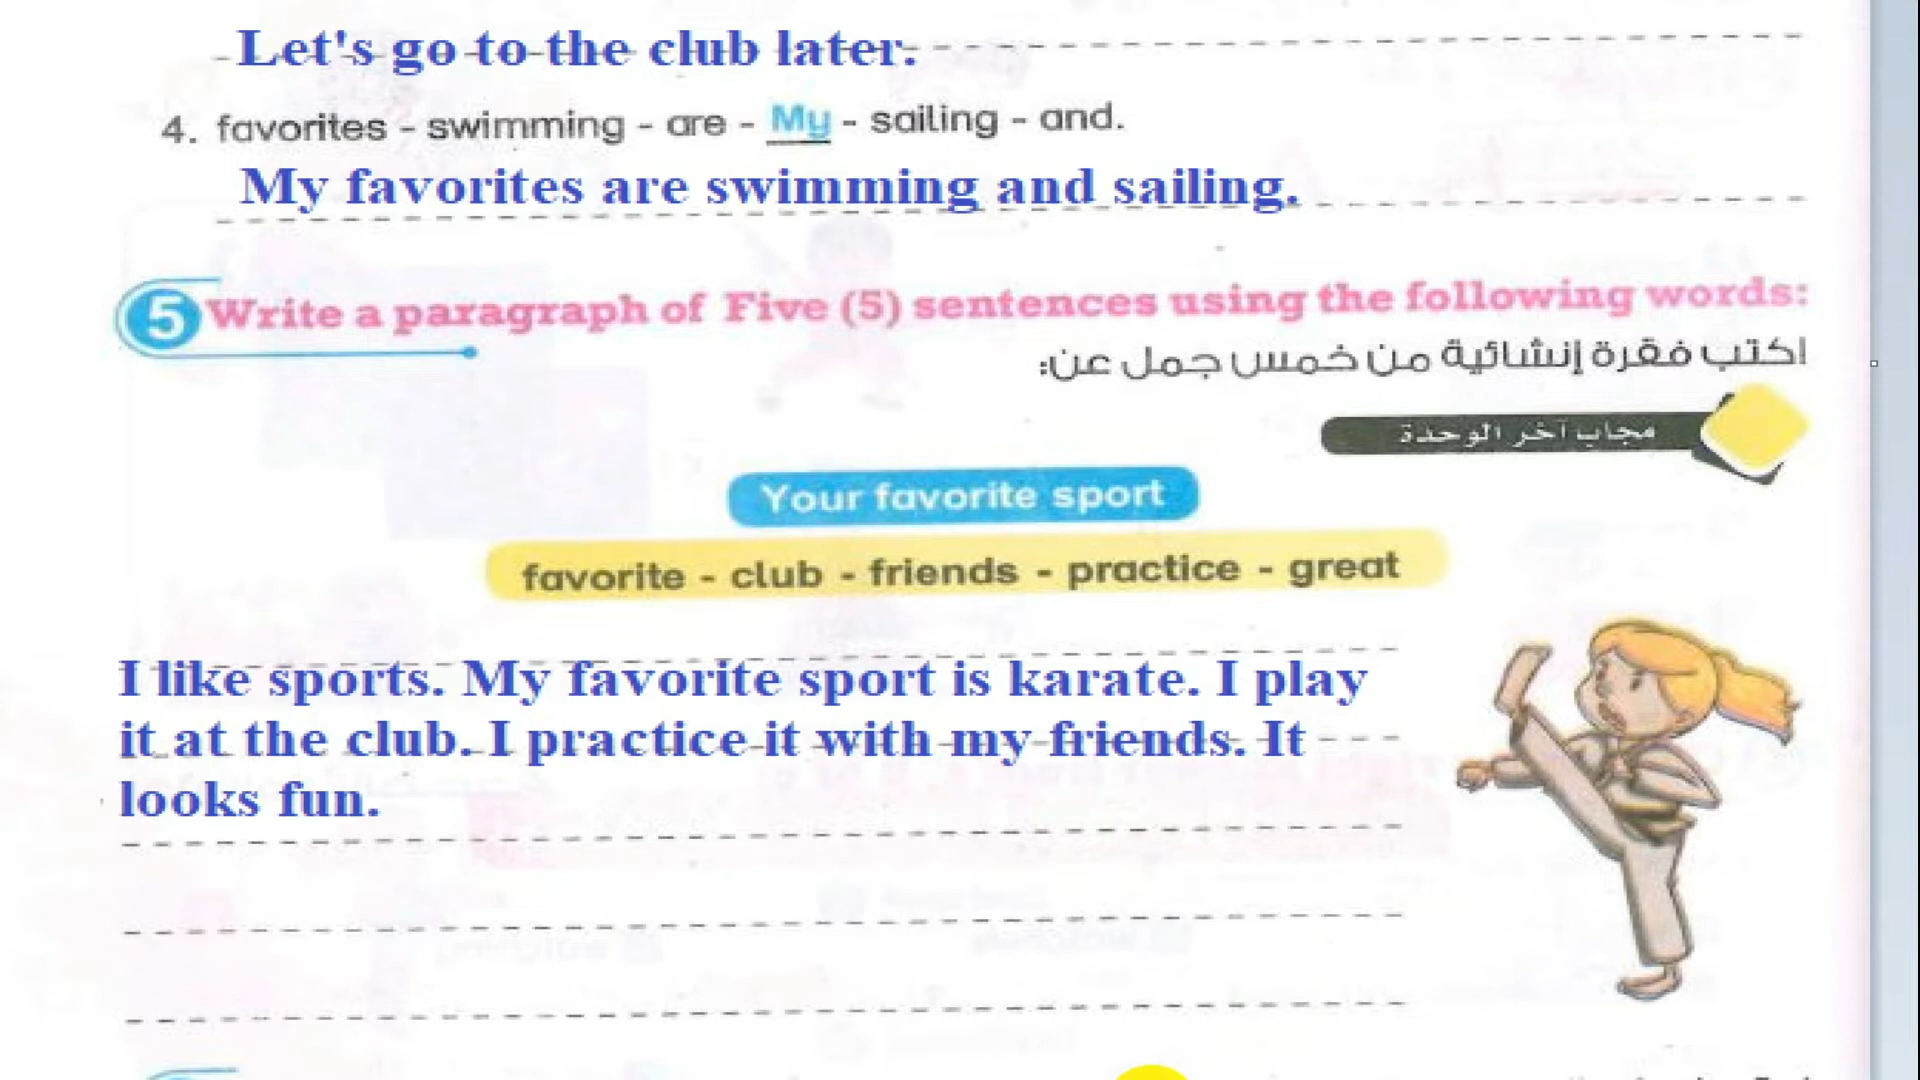 Let's go to the club later.
4. favorites - swimming - are - My - sailing - and.
My favorites are swimming and sailing.
5 Write a paragraph of Five (5) sentences using the following words:
اكتب فقرة إنشائية من خمس جمل عن:
مجاب آخر الوحدة
Your favorite sport
favorite - club - friends - practice - great
I like sports. My favorite sport is karate. I play
it at the club. I practice it with my friends. It
looks fun.